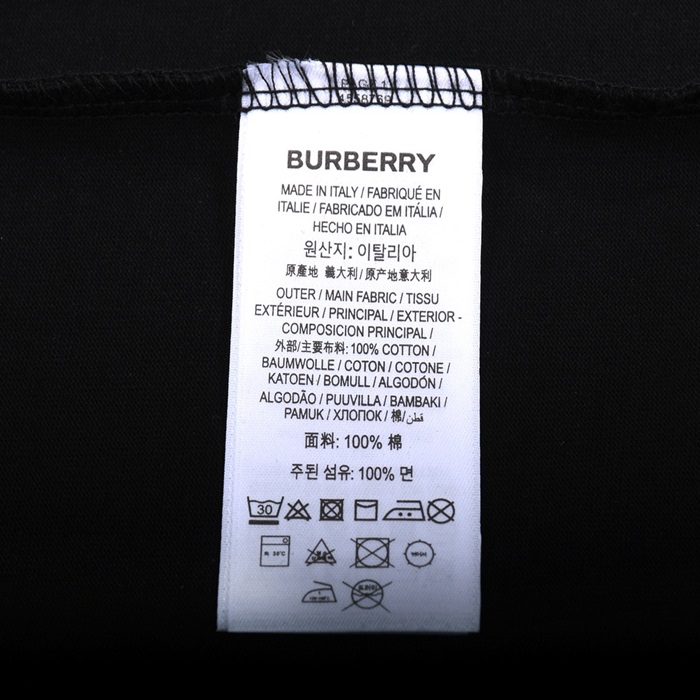 BURBERRY
MADE IN ITALY / FABRIQUÉ EN
ITALIE / FABRICADO EM ITÁLIA /
HECHO EN ITALIA
원산지: 이탈리아
原產地 義大利 / 原产地意大利
OUTER / MAIN FABRIC / TISSU
EXTÉRIEUR / PRINCIPAL / EXTERIOR -
COMPOSICION PRINCIPAL /
外部/主要布料: 100% COTTON /
BAUMWOLLE / COTON / COTONE /
KATOEN / BOMULL / ALGODÓN /
ALGODÃO / PUUVILLA / BAMBAKI /
PAMUK / ХЛОПОК / 棉/قطن
面料: 100% 棉
주된 섬유: 100% 면
30